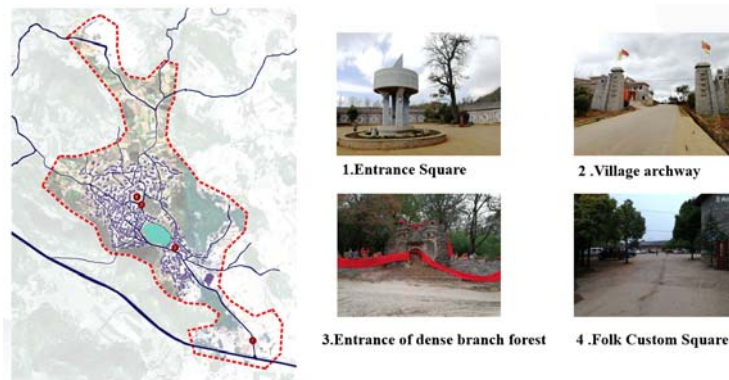 1.Entrance Square
2 .Village archway
3.Entrance of dense branch forest
4 .Folk Custom Square